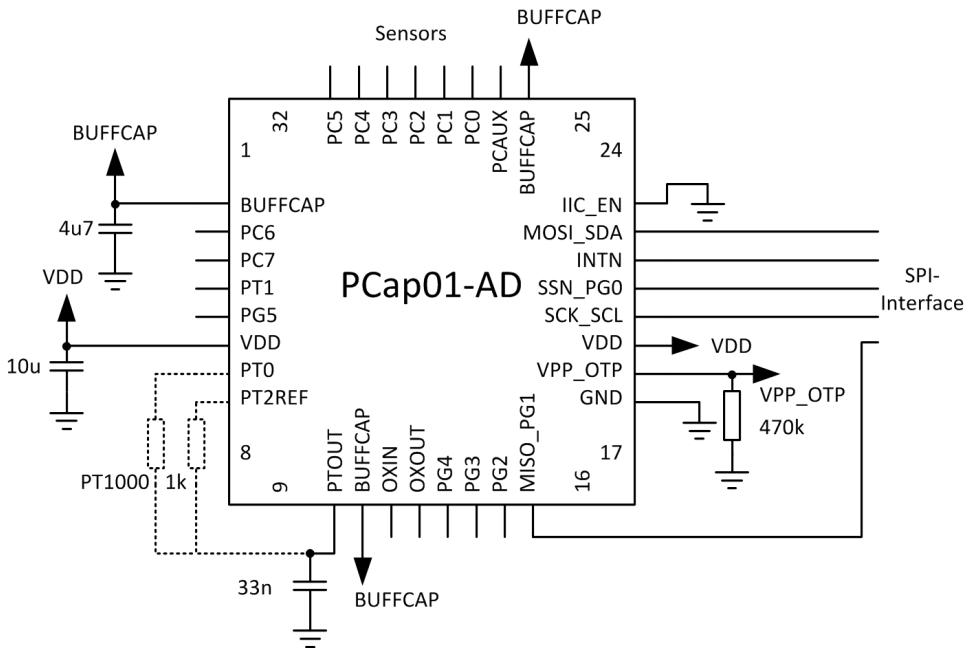 BUFFCAP
Sensors
32
PC5
PC4
PC3
PC2
PC1
PC0
PCAUX
BUFFCAP
25
BUFFCAP
1
24
BUFFCAP
IIC_EN
4u7
PC6
MOSI_SDA
PC7
INTN
VDD
PT1
PCap01-AD
SSN_PG0
SPI-
Interface
PG5
SCK_SCL
VDD
VDD
VDD
10u
PT0
VPP_OTP
PT2REF
GND
VPP_OTP
470k
8
17
PT1000
1k
9
PTOUT
BUFFCAP
OXIN
OXOUT
PG4
PG3
PG2
MISO_PG1
16
33n
BUFFCAP